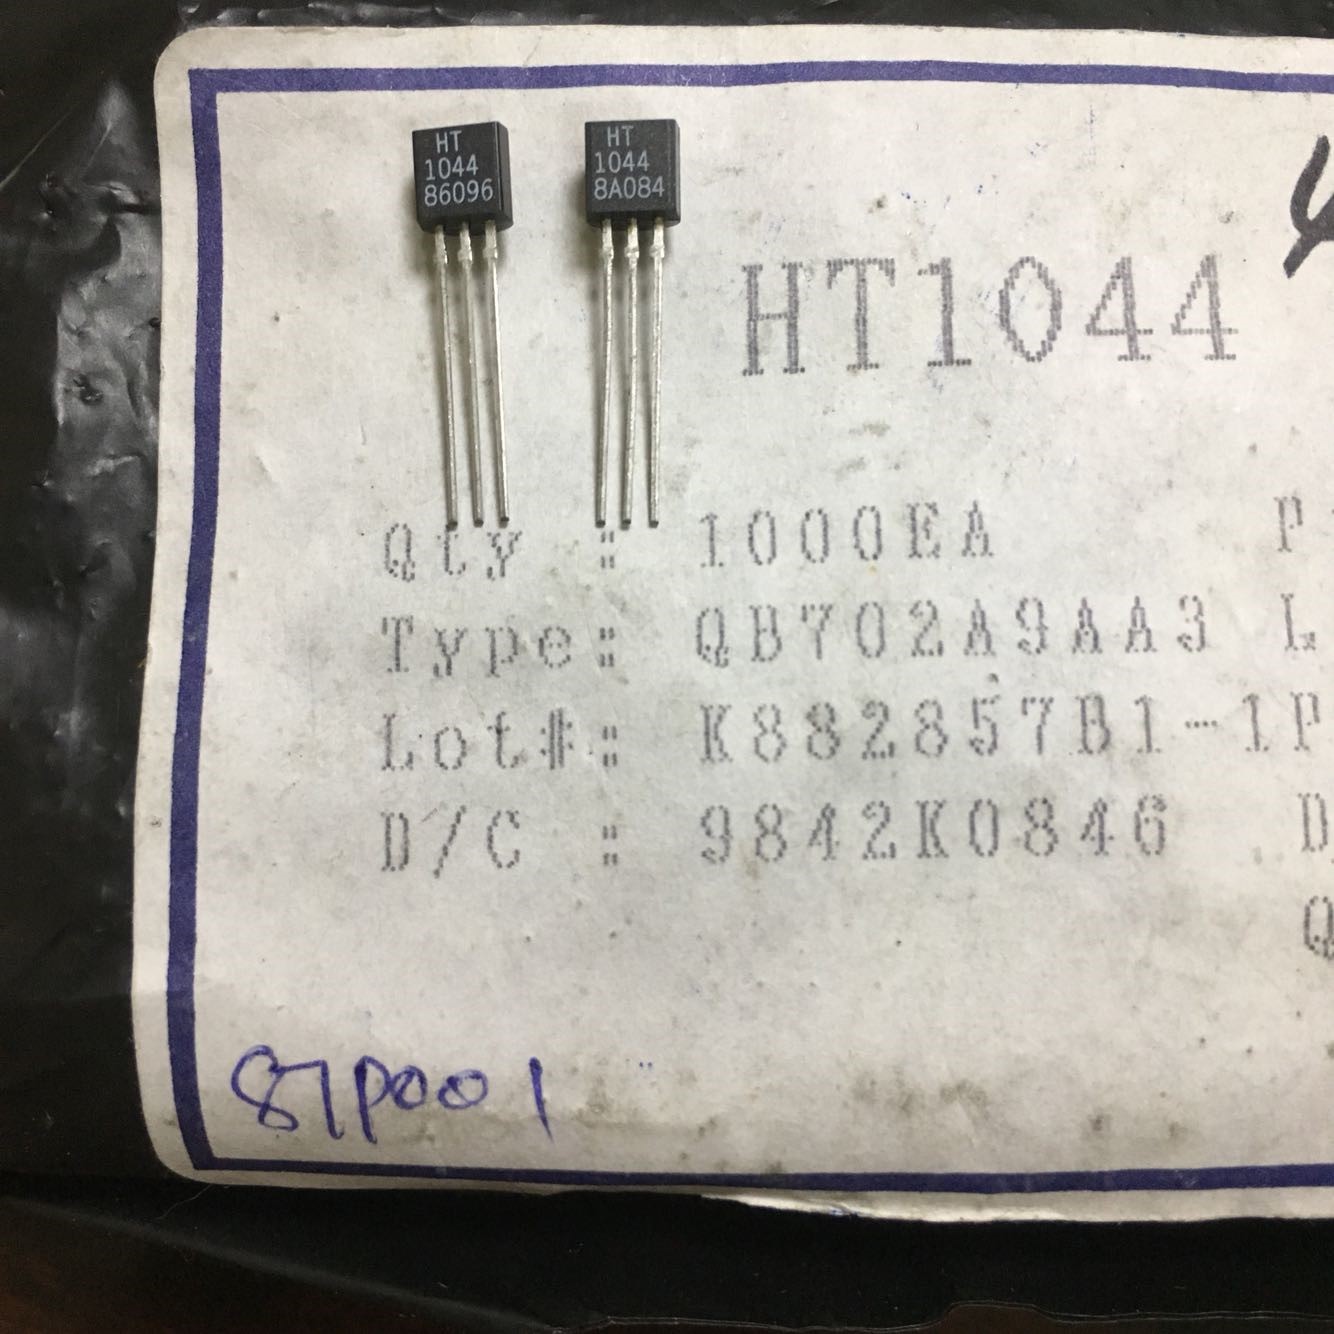 HT
1044
86096
HT
1044
8A084
HT1044
Qty : 1000EA
Type: QB702A9AA3 L
Lot#: K882857B1-1P
D/C : 9842K0846 D
Q
87P001